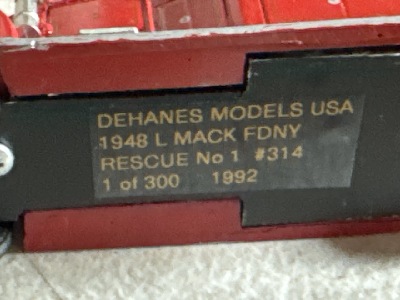 DEHANES MODELS USA
1948 L MACK FDNY
RESCUE No 1 #314
1 of 300 1992